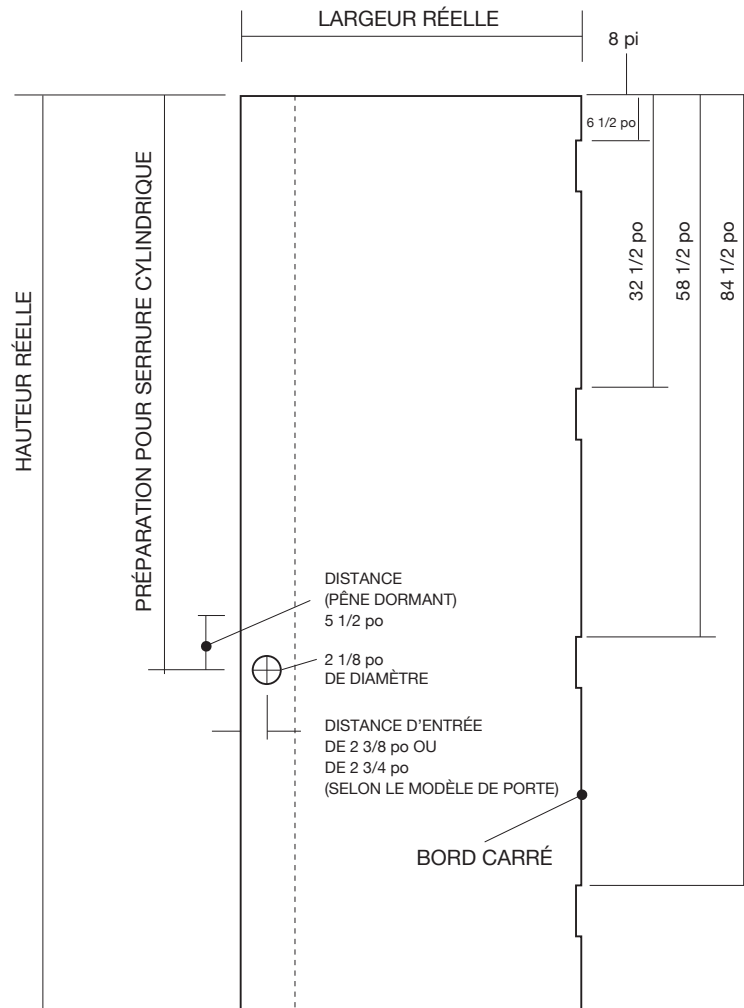 LARGEUR RÉELLE
8 pi
6 1/2 po
32 1/2 po
58 1/2 po
84 1/2 po
HAUTEUR RÉELLE
PRÉPARATION POUR SERRURE CYLINDRIQUE
DISTANCE
(PÊNE DORMANT)
5 1/2 po
2 1/8 po
DE DIAMÈTRE
DISTANCE D'ENTRÉE
DE 2 3/8 po OU
DE 2 3/4 po
(SELON LE MODÈLE DE PORTE)
BORD CARRÉ